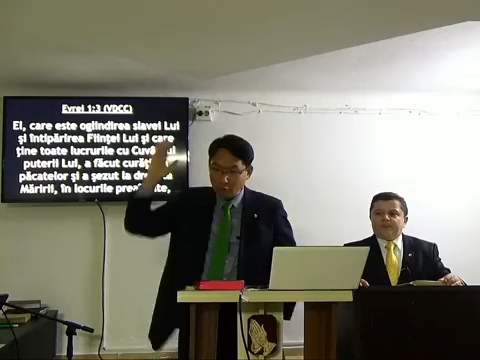 Evrei 1:3 (VDCC)
El, care este oglindirea slavei Lui
și întipărirea Ființei Lui și care
ține toate lucrurile cu Cuvântul
puterii Lui, a făcut
păcatelor și a șezut la
Măririi, în locurile